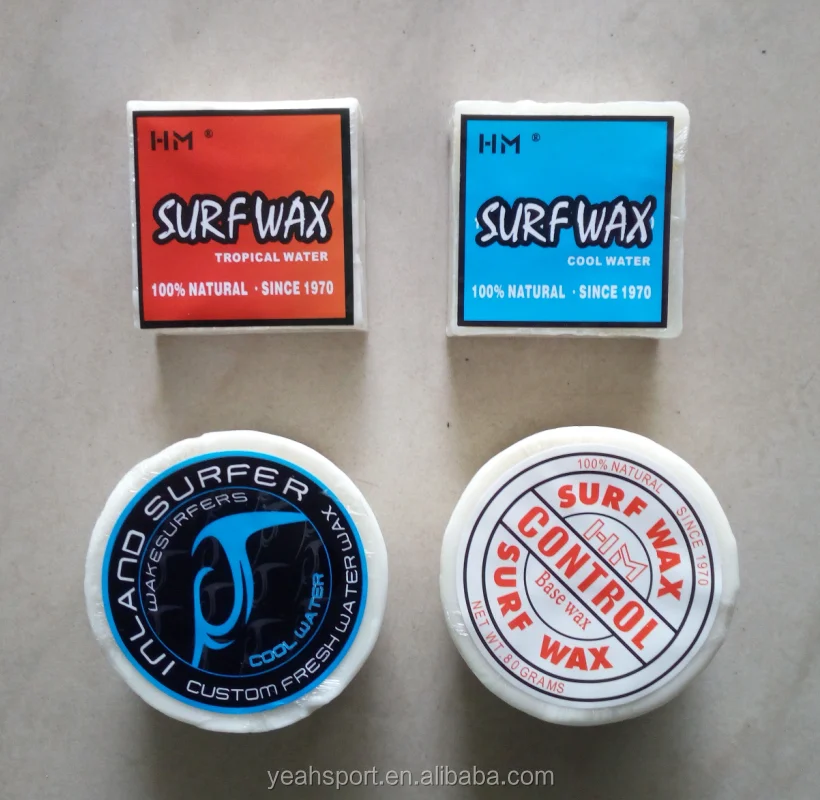 HM ®
SURF WAX
TROPICAL WATER
100% NATURAL · SINCE 1970
HM ®
SURF WAX
COOL WATER
100% NATURAL · SINCE 1970
INLAND SURFER
WAKESURFERS
COOL WATER
CUSTOM FRESH WATER WAX
100% NATURAL SINCE 1970
SURF WAX
HM
CONTROL
Base wax
SURF WAX
NET WT. 80 GRAMS
yeahsport.en.alibaba.com